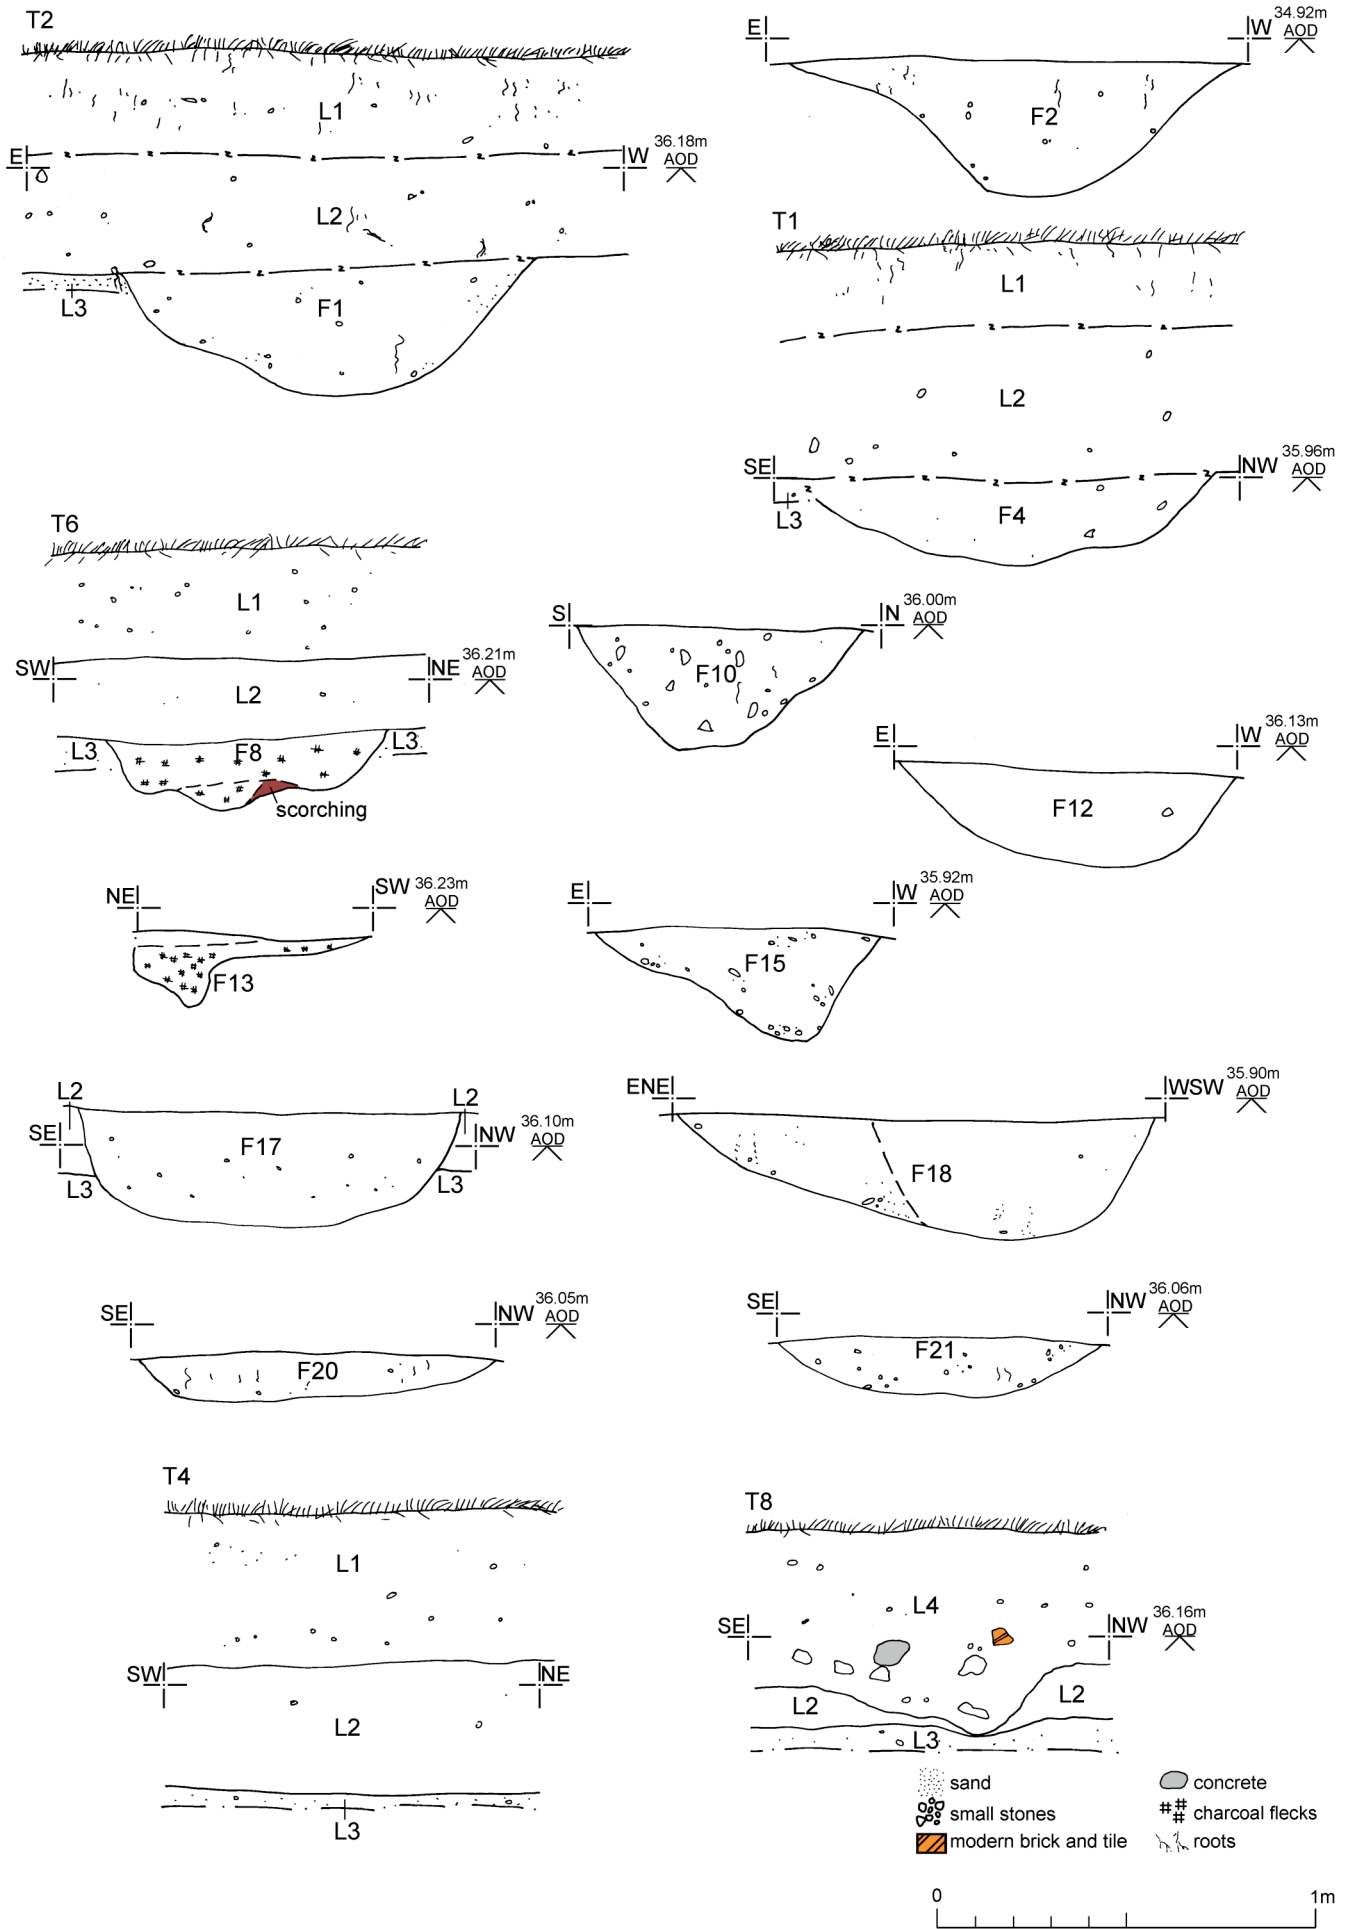 T2
L1
E
W
36.18m
AOD
L2
L3
F1
E
W
34.92m
AOD
F2
T1
L1
L2
SE
NW
35.96m
AOD
L3
F4
T6
L1
SW
NE
36.21m
AOD
L2
L3
F8
L3
scorching
S
N
36.00m
AOD
F10
E
W
36.13m
AOD
F12
NE
SW
36.23m
AOD
F13
E
W
35.92m
AOD
F15
L2
L2
SE
NW
36.10m
AOD
F17
L3
L3
ENE
WSW
35.90m
AOD
F18
SE
NW
36.05m
AOD
F20
SE
NW
36.06m
AOD
F21
T4
L1
SW
NE
L2
L3
T8
L4
SE
NW
36.16m
AOD
L2
L2
L3
sand
small stones
modern brick and tile
concrete
charcoal flecks
roots
0
1m